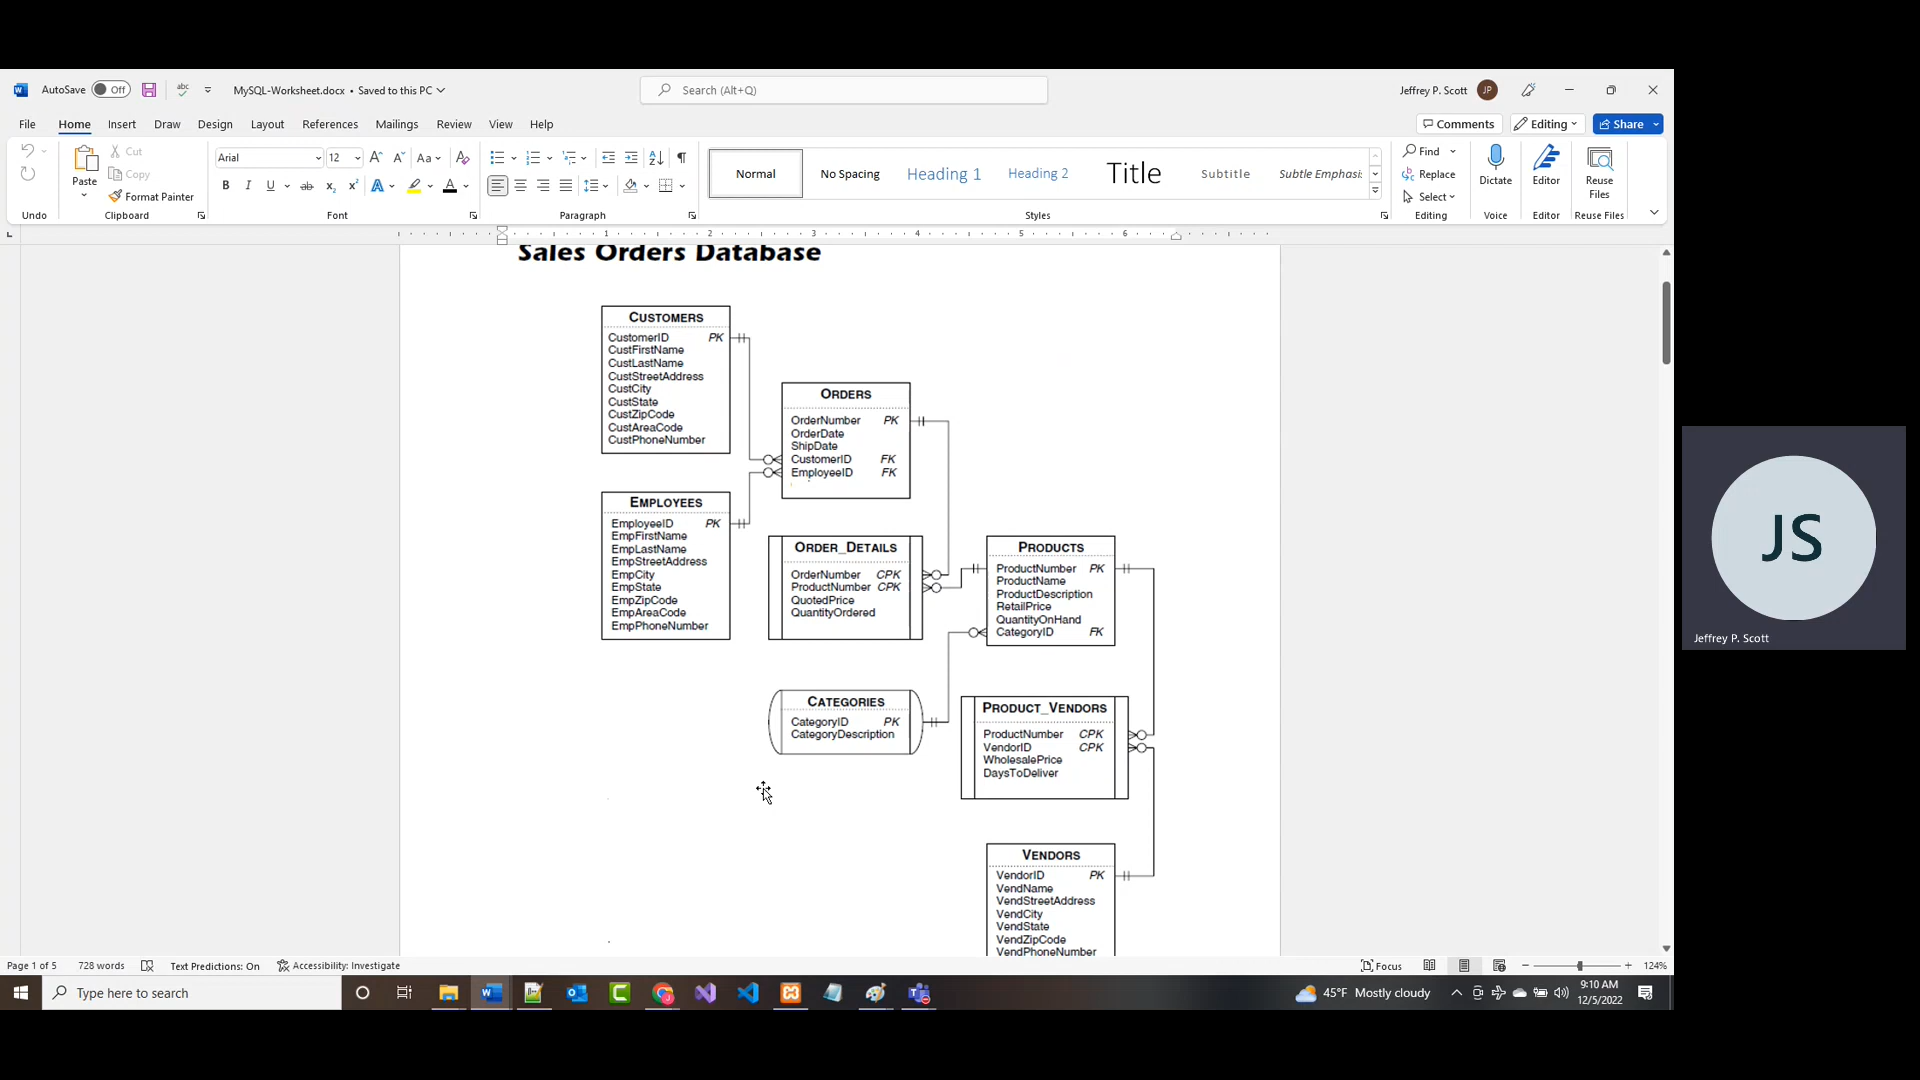 AutoSave Off MySQL-Worksheet.docx • Saved to this PC Search (Alt+Q) Jeffrey P. Scott JP
File Home Insert Draw Design Layout References Mailings Review View Help Comments Editing Share
Paste
Cut
Copy
Format Painter
Arial 12
Normal No Spacing Heading 1 Heading 2 Title Subtitle Subtle Emphasi
Find
Replace
Select
Dictate
Editor
Reuse
Files
Undo Clipboard Font Paragraph Styles Editing Voice Editor Reuse Files
1 2 3 4 5 6
Sales Orders Database
CUSTOMERS
CustomerID PK
CustFirstName
CustLastName
CustStreetAddress
CustCity
CustState
CustZipCode
CustAreaCode
CustPhoneNumber
ORDERS
OrderNumber PK
OrderDate
ShipDate
CustomerID FK
EmployeeID FK
EMPLOYEES
EmployeeID PK
EmpFirstName
EmpLastName
EmpStreetAddress
EmpCity
EmpState
EmpZipCode
EmpAreaCode
EmpPhoneNumber
ORDER_DETAILS
OrderNumber CPK
ProductNumber CPK
QuotedPrice
QuantityOrdered
PRODUCTS
ProductNumber PK
ProductName
ProductDescription
RetailPrice
QuantityOnHand
CategoryID FK
CATEGORIES
CategoryID PK
CategoryDescription
PRODUCT_VENDORS
ProductNumber CPK
VendorID CPK
WholesalePrice
DaysToDeliver
VENDORS
VendorID PK
VendName
VendStreetAddress
VendCity
VendState
VendZipCode
VendPhoneNumber
JS
Jeffrey P. Scott
Page 1 of 5 728 words Text Predictions: On Accessibility: Investigate Focus 124%
Type here to search 45°F Mostly cloudy 9:10 AM
12/5/2022